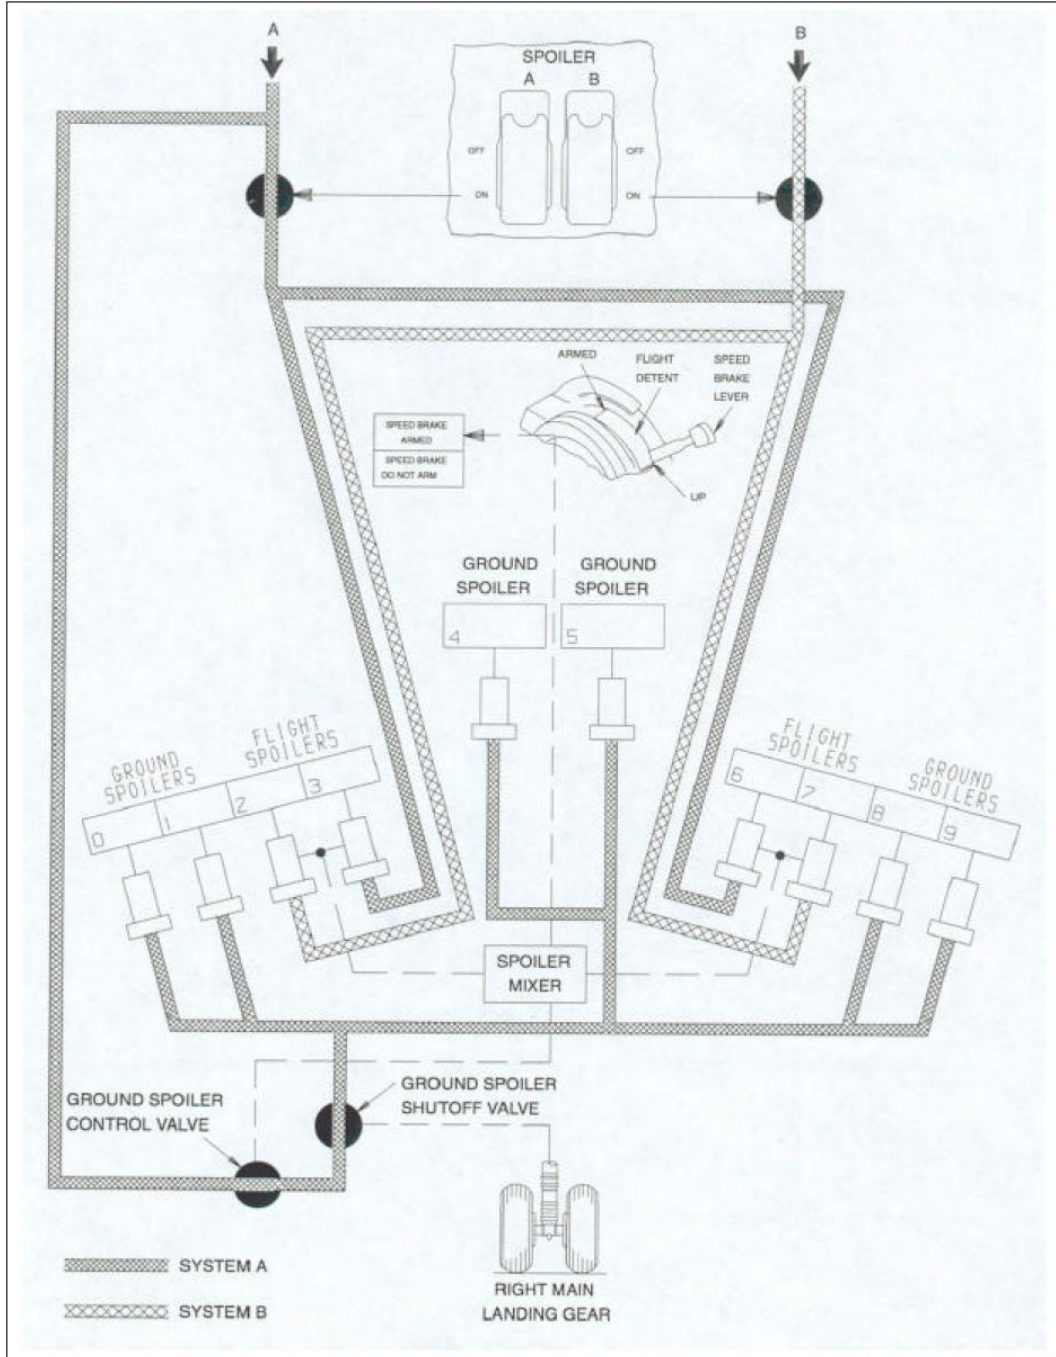 A
B
SPOILER
A B
OFF
OFF
ON
ON
ARMED
FLIGHT
DETENT
SPEED
BRAKE
LEVER
SPEED BRAKE
ARMED
SPEED BRAKE
DO NOT ARM
UP
GROUND
SPOILER
GROUND
SPOILER
4
5
GROUND
SPOILERS
FLIGHT
SPOILERS
0
1
2
3
FLIGHT
SPOILERS
GROUND
SPOILERS
6
7
8
9
SPOILER
MIXER
GROUND SPOILER
CONTROL VALVE
GROUND SPOILER
SHUTOFF VALVE
SYSTEM A
SYSTEM B
RIGHT MAIN
LANDING GEAR